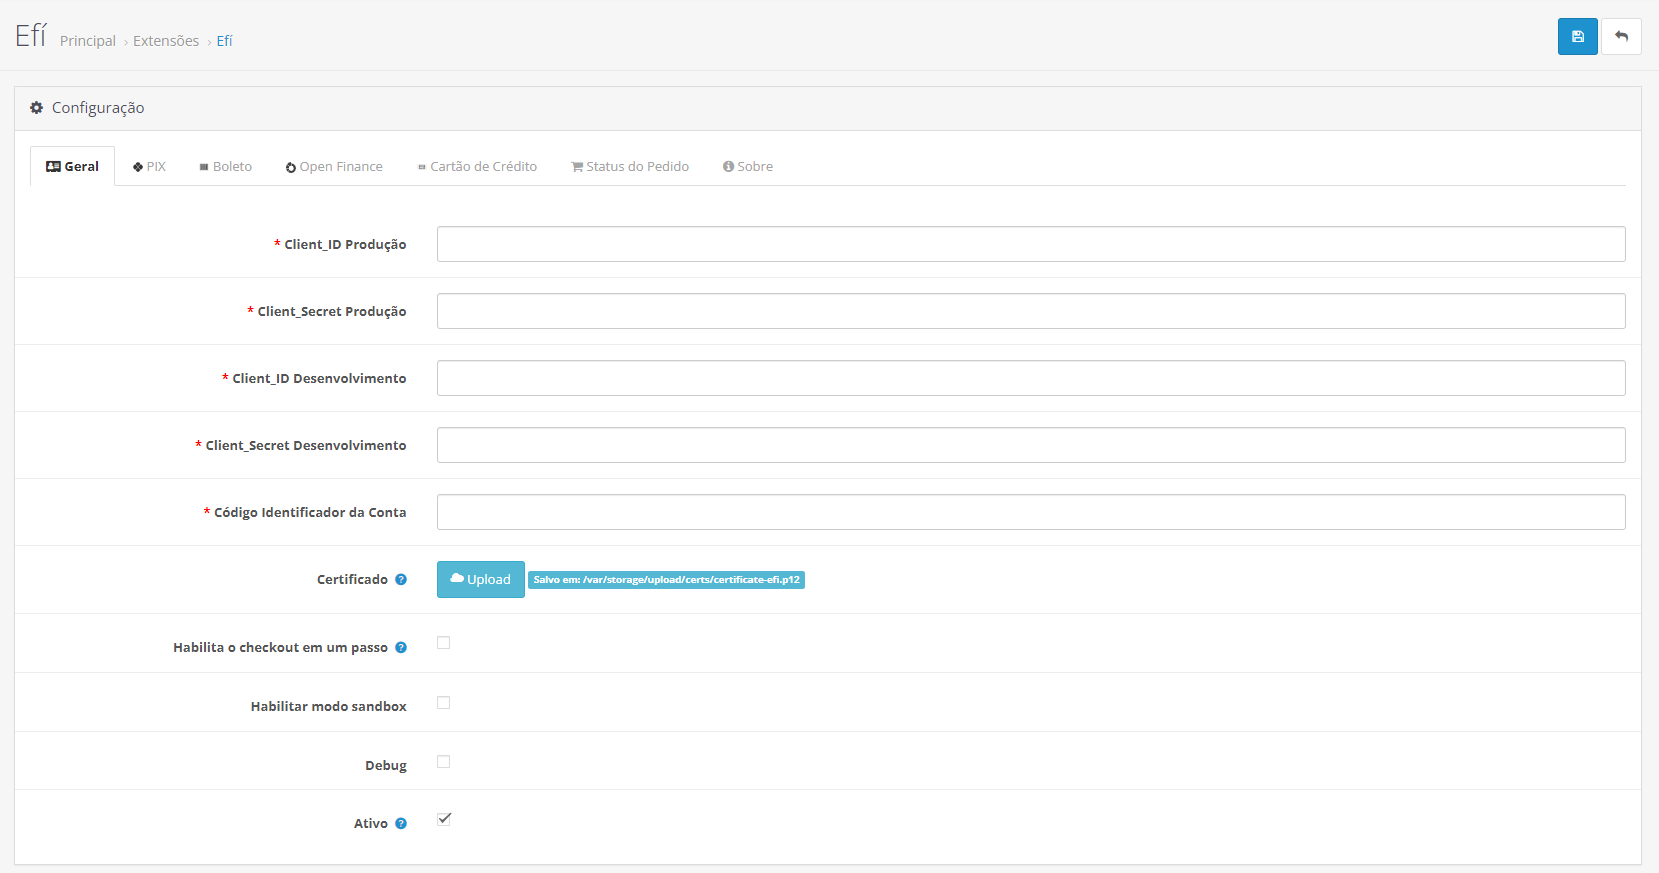 Efí Principal › Extensões › Efí
Configuração
Geral PIX Boleto Open Finance Cartão de Crédito Status do Pedido Sobre
* Client_ID Produção
* Client_Secret Produção
* Client_ID Desenvolvimento
* Client_Secret Desenvolvimento
* Código Identificador da Conta
Certificado ? Upload Salvo em: /var/storage/upload/certs/certificate-efi.p12
Habilita o checkout em um passo ?
Habilitar modo sandbox
Debug
Ativo ?